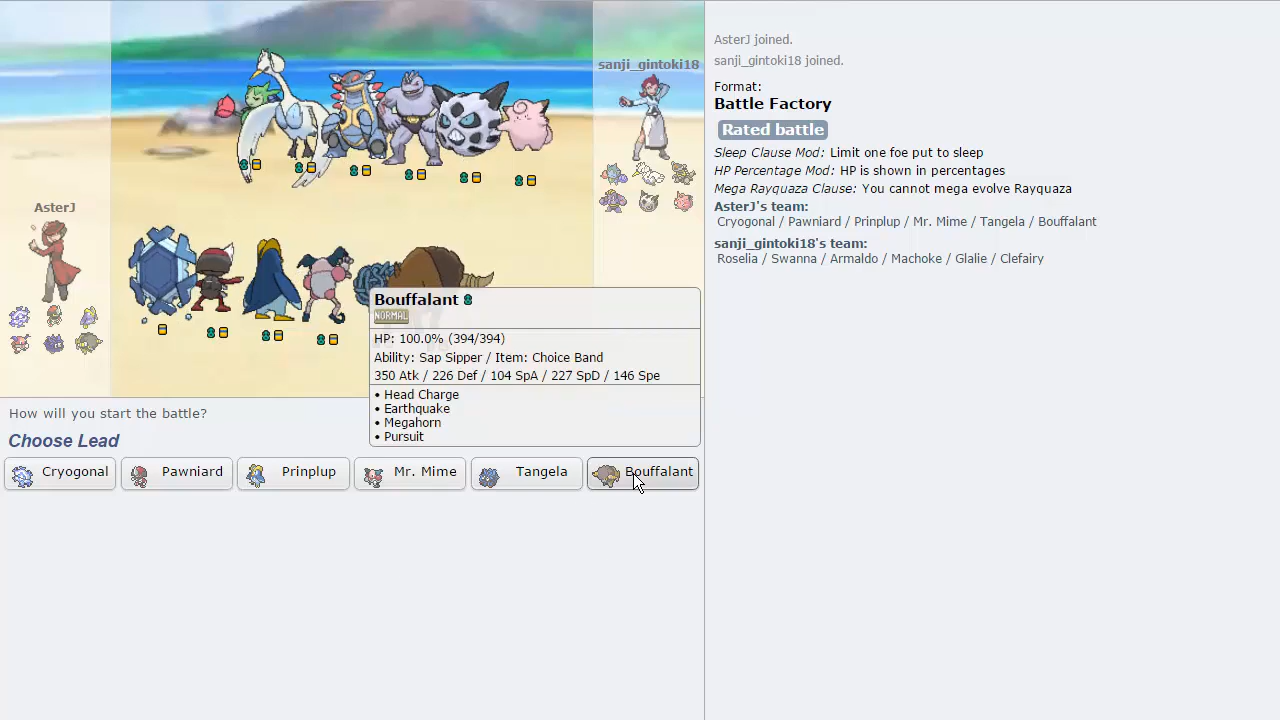 sanji_gintoki18
AsterJ
Bouffalant
NORMAL
HP: 100.0% (394/394)
Ability: Sap Sipper / Item: Choice Band
350 Atk / 226 Def / 104 SpA / 227 SpD / 146 Spe
• Head Charge
• Earthquake
• Megahorn
• Pursuit
How will you start the battle?
Choose Lead
Cryogonal
Pawniard
Prinplup
Mr. Mime
Tangela
Bouffalant
AsterJ joined.
sanji_gintoki18 joined.
Format:
Battle Factory
Rated battle
Sleep Clause Mod: Limit one foe put to sleep
HP Percentage Mod: HP is shown in percentages
Mega Rayquaza Clause: You cannot mega evolve Rayquaza
AsterJ's team:
Cryogonal / Pawniard / Prinplup / Mr. Mime / Tangela / Bouffalant
sanji_gintoki18's team:
Roselia / Swanna / Armaldo / Machoke / Glalie / Clefairy